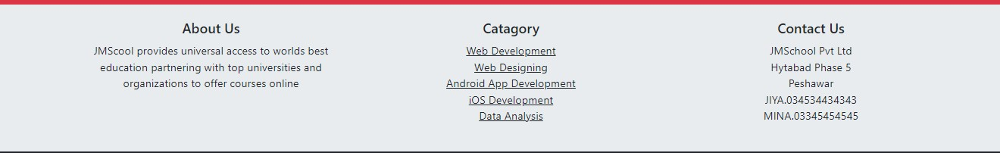 About Us
JMScool provides universal access to worlds best
education partnering with top universities and
organizations to offer courses online
Catagory
Web Development
Web Designing
Android App Development
iOS Development
Data Analysis
Contact Us
JMSchool Pvt Ltd
Hytabad Phase 5
Peshawar
JIYA.034534434343
MINA.03345454545